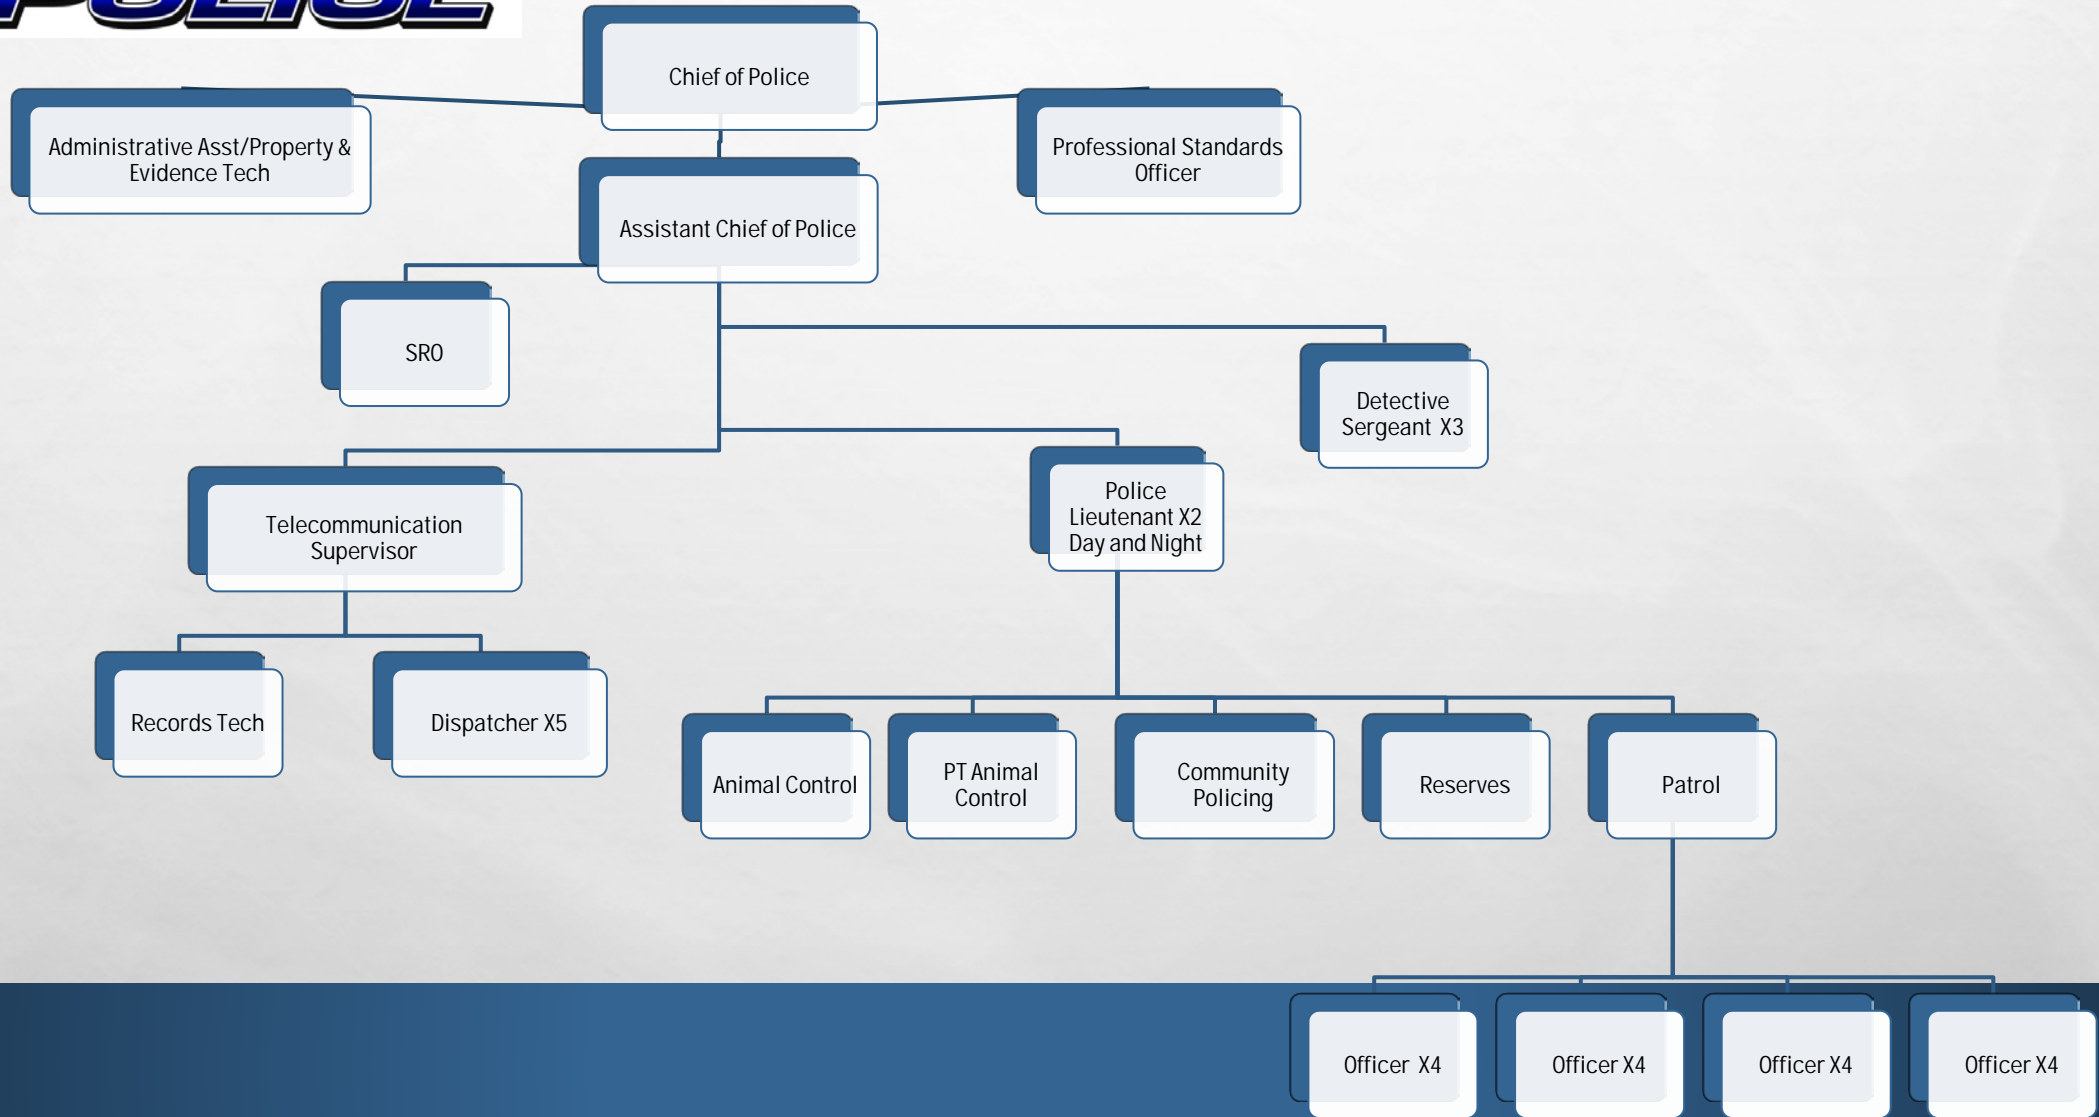 POLICE
Chief of Police
Administrative Asst/Property &
Evidence Tech
Professional Standards
Officer
Assistant Chief of Police
SRO
Detective
Sergeant X3
Police
Lieutenant X2
Day and Night
Telecommunication
Supervisor
Records Tech
Dispatcher X5
Animal Control
PT Animal
Control
Community
Policing
Reserves
Patrol
Officer X4
Officer X4
Officer X4
Officer X4